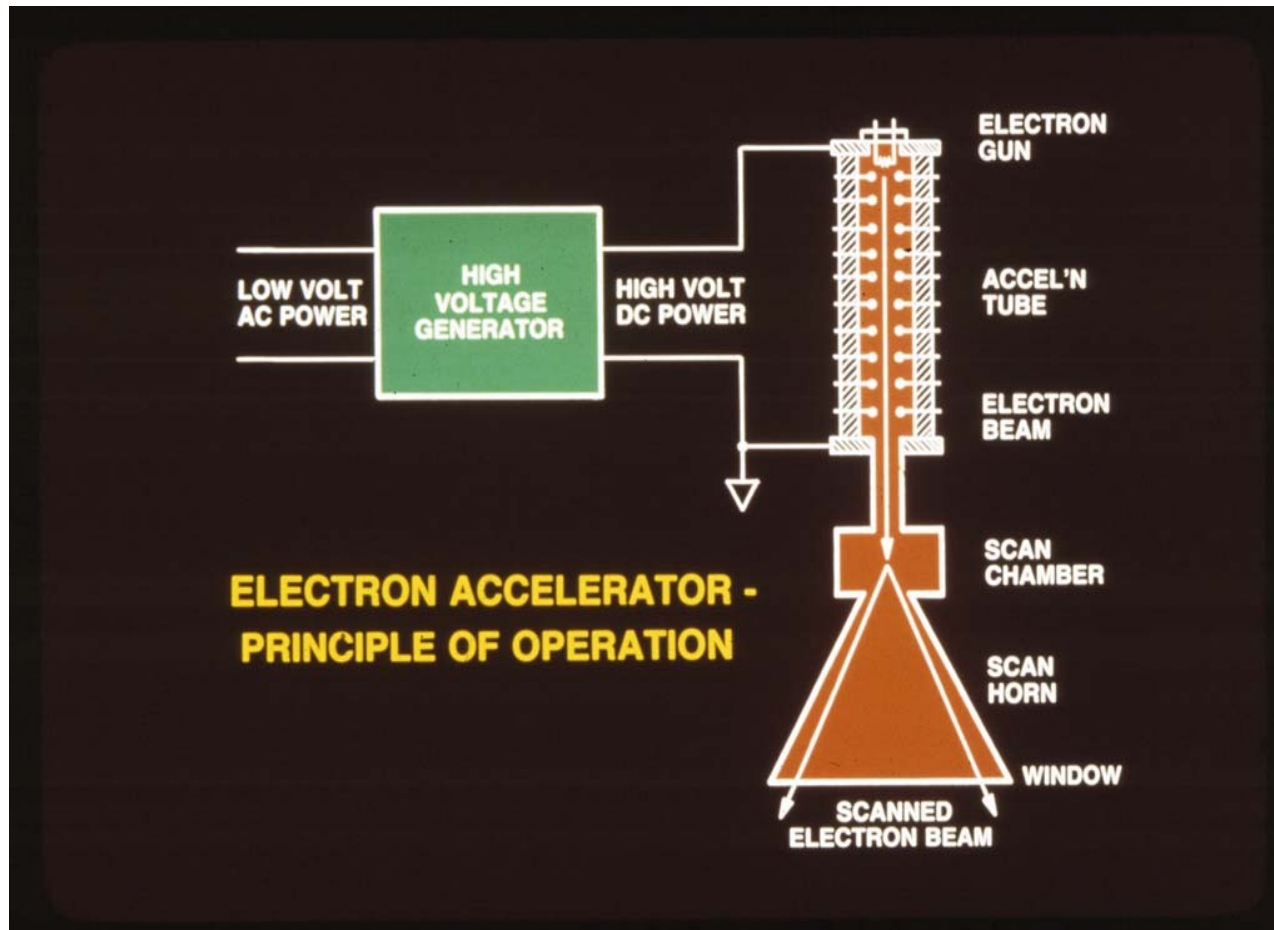 ELECTRON
GUN
LOW VOLT
AC POWER
HIGH
VOLTAGE
GENERATOR
HIGH VOLT
DC POWER
ACCEL'N
TUBE
ELECTRON
BEAM
SCAN
CHAMBER
ELECTRON ACCELERATOR -
PRINCIPLE OF OPERATION
SCAN
HORN
WINDOW
SCANNED
ELECTRON BEAM